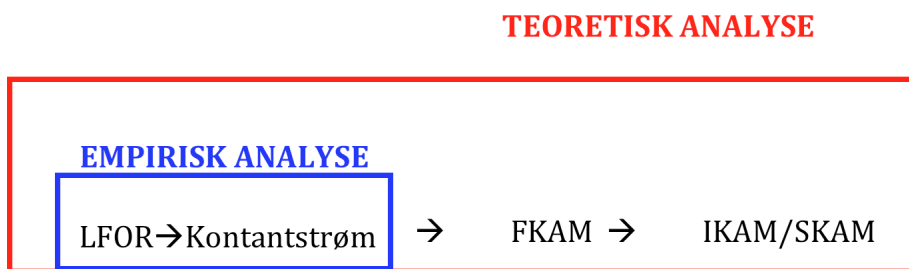 TEORETISK ANALYSE
EMPIRISK ANALYSE
LFOR→Kontantstrøm → FKAM → IKAM/SKAM